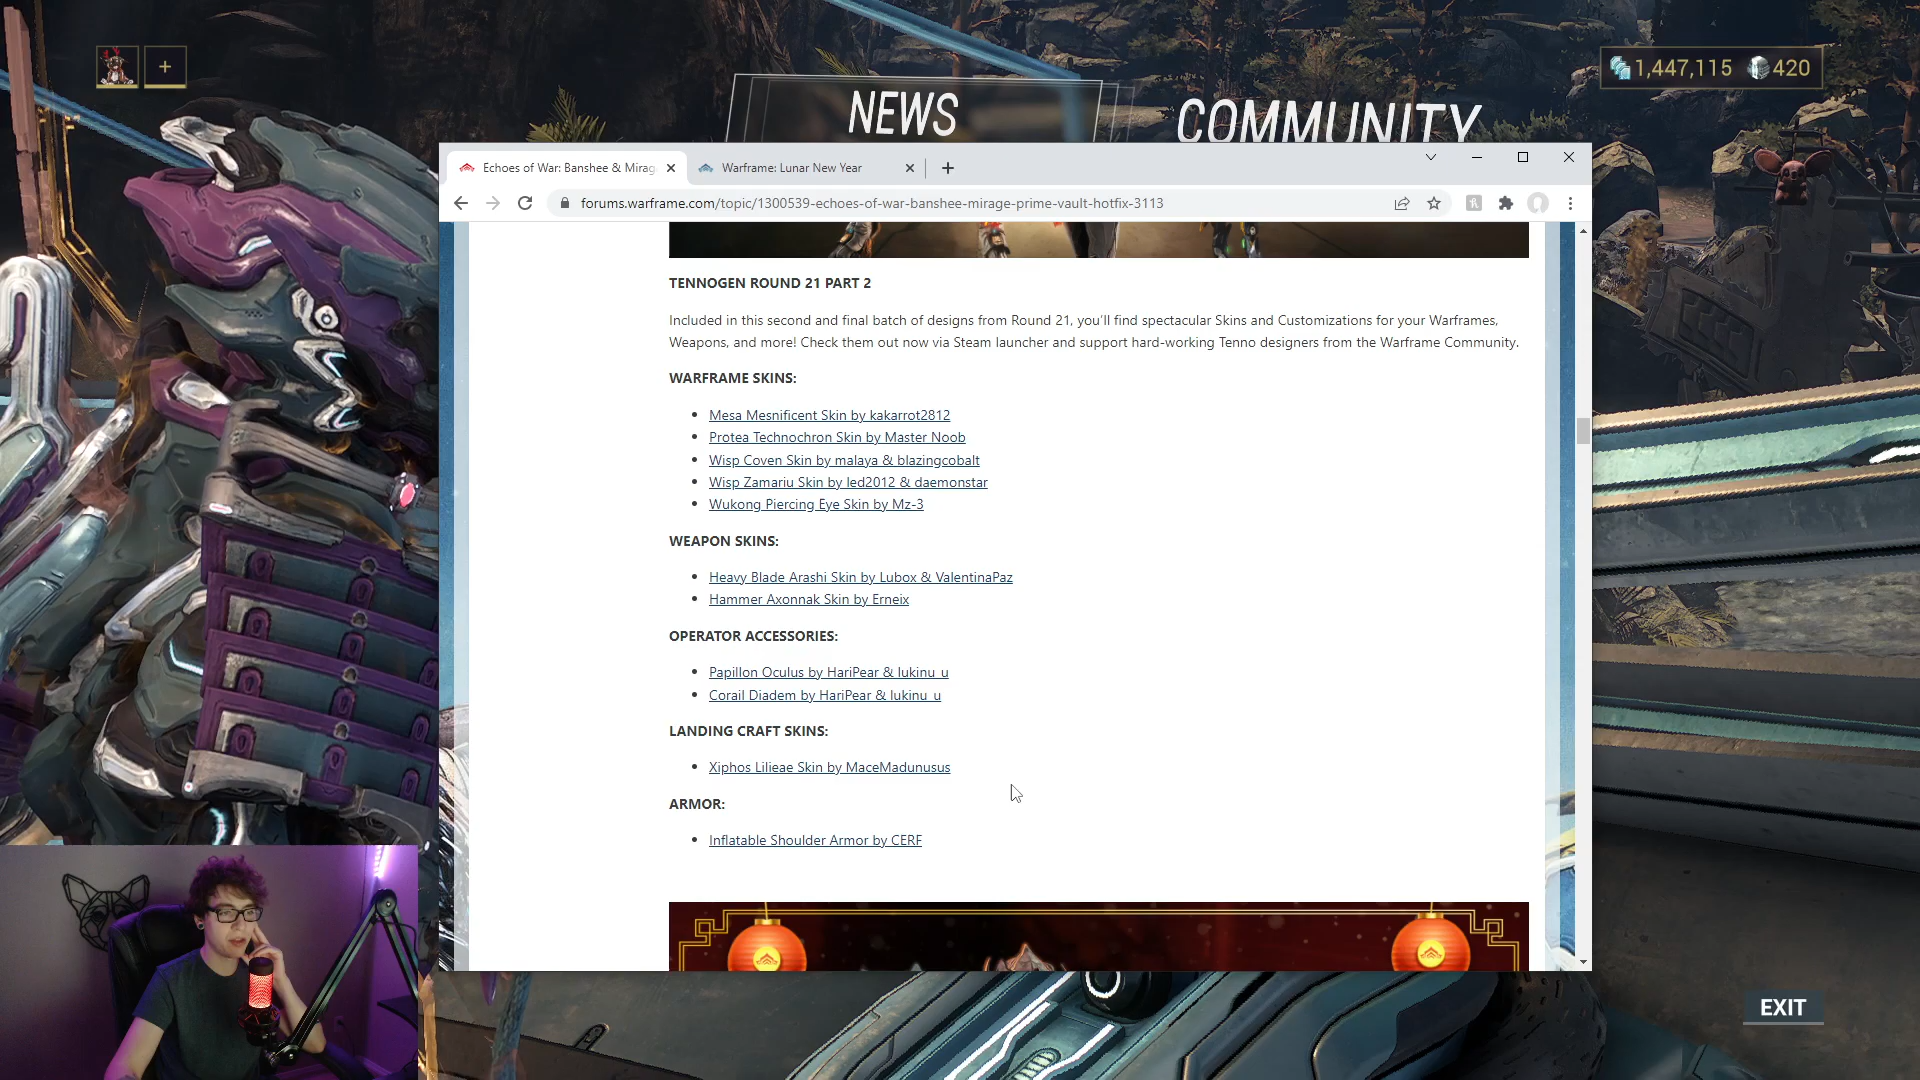 +
1,447,115 420
NEWS
COMMUNITY
Echoes of War: Banshee & Mirag
Warframe: Lunar New Year
forums.warframe.com/topic/1300539-echoes-of-war-banshee-mirage-prime-vault-hotfix-3113
TENNOGEN ROUND 21 PART 2
Included in this second and final batch of designs from Round 21, you'll find spectacular Skins and Customizations for your Warframes,
Weapons, and more! Check them out now via Steam launcher and support hard-working Tenno designers from the Warframe Community.
WARFRAME SKINS:
• Mesa Mesnificent Skin by kakarrot2812
• Protea Technochron Skin by Master Noob
• Wisp Coven Skin by malaya & blazingcobalt
• Wisp Zamariu Skin by led2012 & daemonstar
• Wukong Piercing Eye Skin by Mz-3
WEAPON SKINS:
• Heavy Blade Arashi Skin by Lubox & ValentinaPaz
• Hammer Axonnak Skin by Erneix
OPERATOR ACCESSORIES:
• Papillon Oculus by HariPear & lukinu_u
• Corail Diadem by HariPear & lukinu_u
LANDING CRAFT SKINS:
• Xiphos Lilieae Skin by MaceMadunusus
ARMOR:
• Inflatable Shoulder Armor by CERF
EXIT